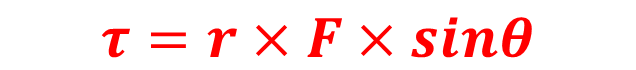 τ = r × F × sinθ